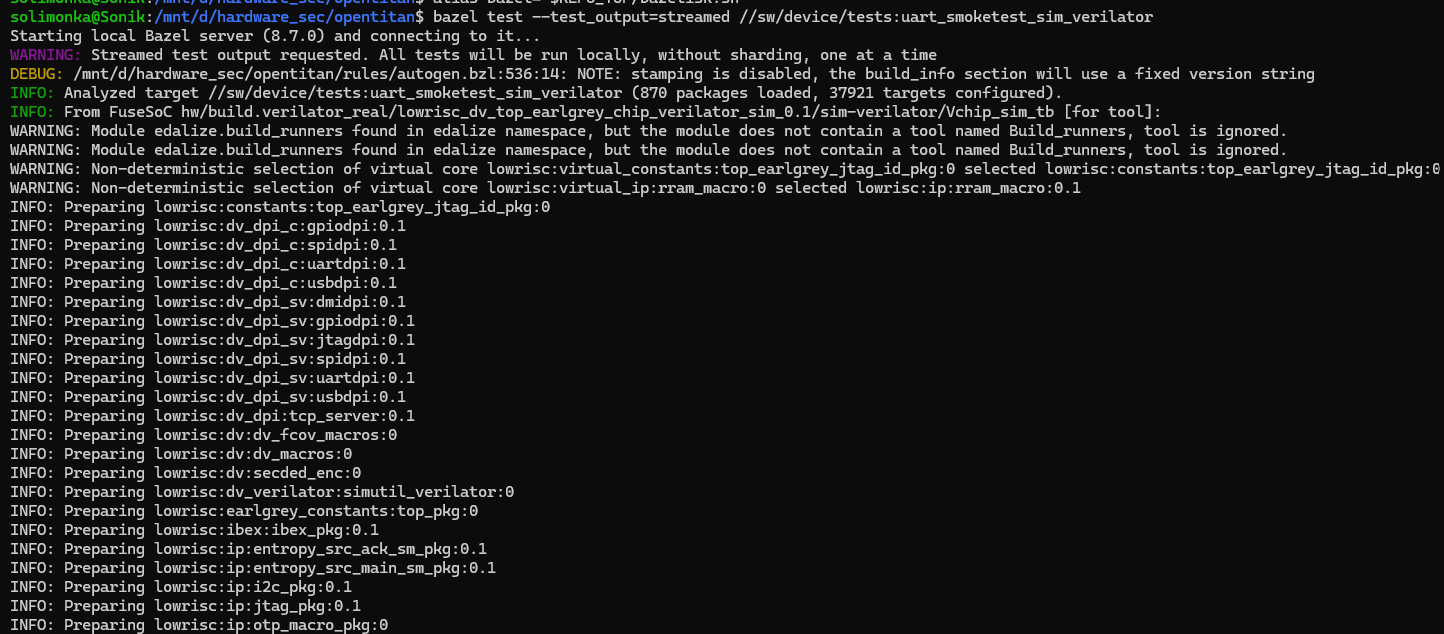 solimonka@Sonik:/mnt/d/hardware_sec/opentitan$ alias bazel="$REPO_TOP/bazelisk.sh"
solimonka@Sonik:/mnt/d/hardware_sec/opentitan$ bazel test --test_output=streamed //sw/device/tests:uart_smoketest_sim_verilator
Starting local Bazel server (8.7.0) and connecting to it...
WARNING: Streamed test output requested. All tests will be run locally, without sharding, one at a time
DEBUG: /mnt/d/hardware_sec/opentitan/rules/autogen.bzl:536:14: NOTE: stamping is disabled, the build_info section will use a fixed version string
INFO: Analyzed target //sw/device/tests:uart_smoketest_sim_verilator (870 packages loaded, 37921 targets configured).
INFO: From FuseSoC hw/build.verilator_real/lowrisc_dv_top_earlgrey_chip_verilator_sim_0.1/sim-verilator/Vchip_sim_tb [for tool]:
WARNING: Module edalize.build_runners found in edalize namespace, but the module does not contain a tool named Build_runners, tool is ignored.
WARNING: Module edalize.build_runners found in edalize namespace, but the module does not contain a tool named Build_runners, tool is ignored.
WARNING: Non-deterministic selection of virtual core lowrisc:virtual_constants:top_earlgrey_jtag_id_pkg:0 selected lowrisc:constants:top_earlgrey_jtag_id_pkg:0
WARNING: Non-deterministic selection of virtual core lowrisc:virtual_ip:rram_macro:0 selected lowrisc:ip:rram_macro:0.1
INFO: Preparing lowrisc:constants:top_earlgrey_jtag_id_pkg:0
INFO: Preparing lowrisc:dv_dpi_c:gpiodpi:0.1
INFO: Preparing lowrisc:dv_dpi_c:spidpi:0.1
INFO: Preparing lowrisc:dv_dpi_c:uartdpi:0.1
INFO: Preparing lowrisc:dv_dpi_c:usbdpi:0.1
INFO: Preparing lowrisc:dv_dpi_sv:dmidpi:0.1
INFO: Preparing lowrisc:dv_dpi_sv:gpiodpi:0.1
INFO: Preparing lowrisc:dv_dpi_sv:jtagdpi:0.1
INFO: Preparing lowrisc:dv_dpi_sv:spidpi:0.1
INFO: Preparing lowrisc:dv_dpi_sv:uartdpi:0.1
INFO: Preparing lowrisc:dv_dpi_sv:usbdpi:0.1
INFO: Preparing lowrisc:dv_dpi:tcp_server:0.1
INFO: Preparing lowrisc:dv:dv_fcov_macros:0
INFO: Preparing lowrisc:dv:dv_macros:0
INFO: Preparing lowrisc:dv:secded_enc:0
INFO: Preparing lowrisc:dv_verilator:simutil_verilator:0
INFO: Preparing lowrisc:earlgrey_constants:top_pkg:0
INFO: Preparing lowrisc:ibex:ibex_pkg:0.1
INFO: Preparing lowrisc:ip:entropy_src_ack_sm_pkg:0.1
INFO: Preparing lowrisc:ip:entropy_src_main_sm_pkg:0.1
INFO: Preparing lowrisc:ip:i2c_pkg:0.1
INFO: Preparing lowrisc:ip:jtag_pkg:0.1
INFO: Preparing lowrisc:ip:otp_macro_pkg:0